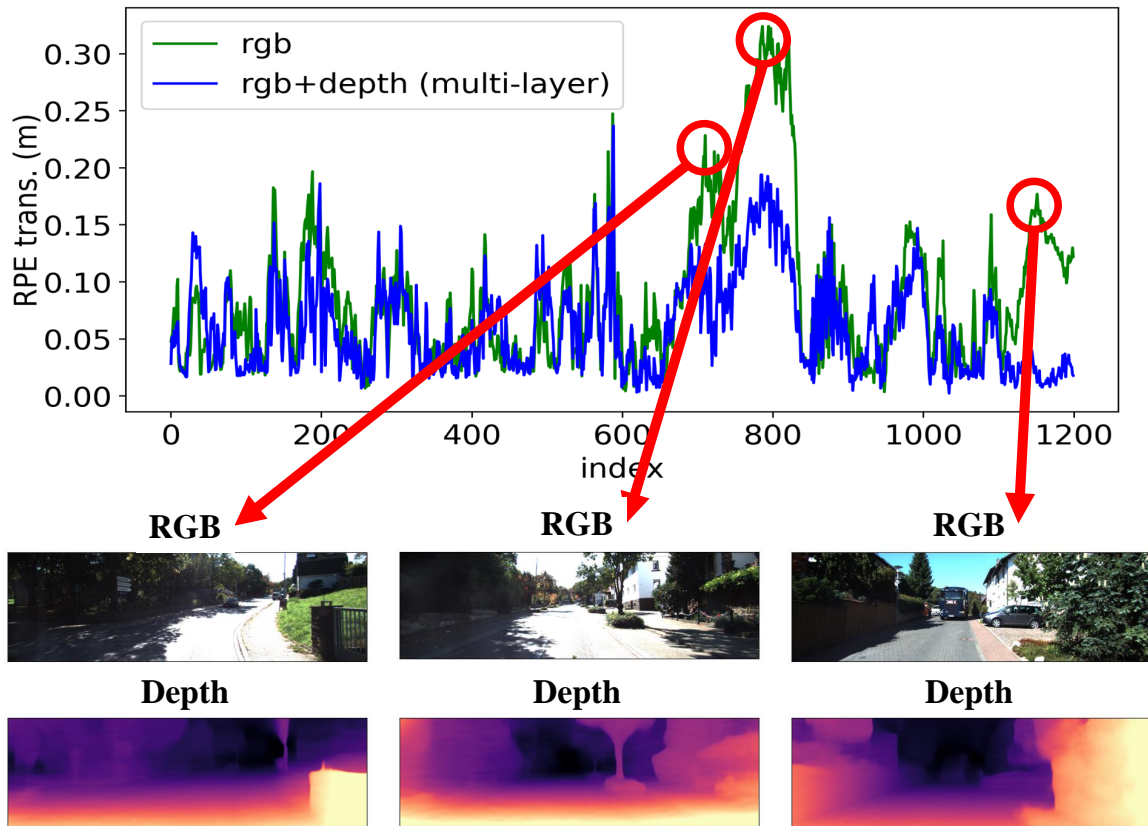 rgb
rgb+depth (multi-layer)
RPE trans. (m)
0.30
0.25
0.20
0.15
0.10
0.05
0.00
0 200 400 600 800 1000 1200
index
RGB RGB RGB
Depth Depth Depth